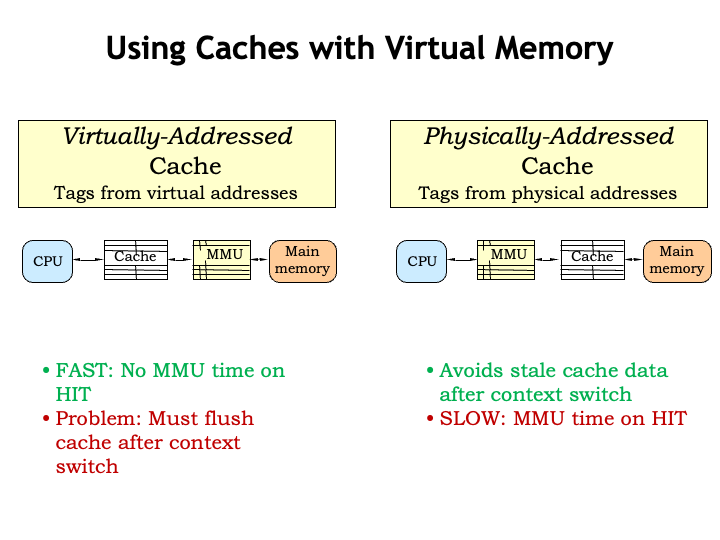 Using Caches with Virtual Memory
Virtually-Addressed
Cache
Tags from virtual addresses
CPU
Cache
MMU
Main
memory
• FAST: No MMU time on
HIT
• Problem: Must flush
cache after context
switch
Physically-Addressed
Cache
Tags from physical addresses
CPU
MMU
Cache
Main
memory
• Avoids stale cache data
after context switch
• SLOW: MMU time on HIT